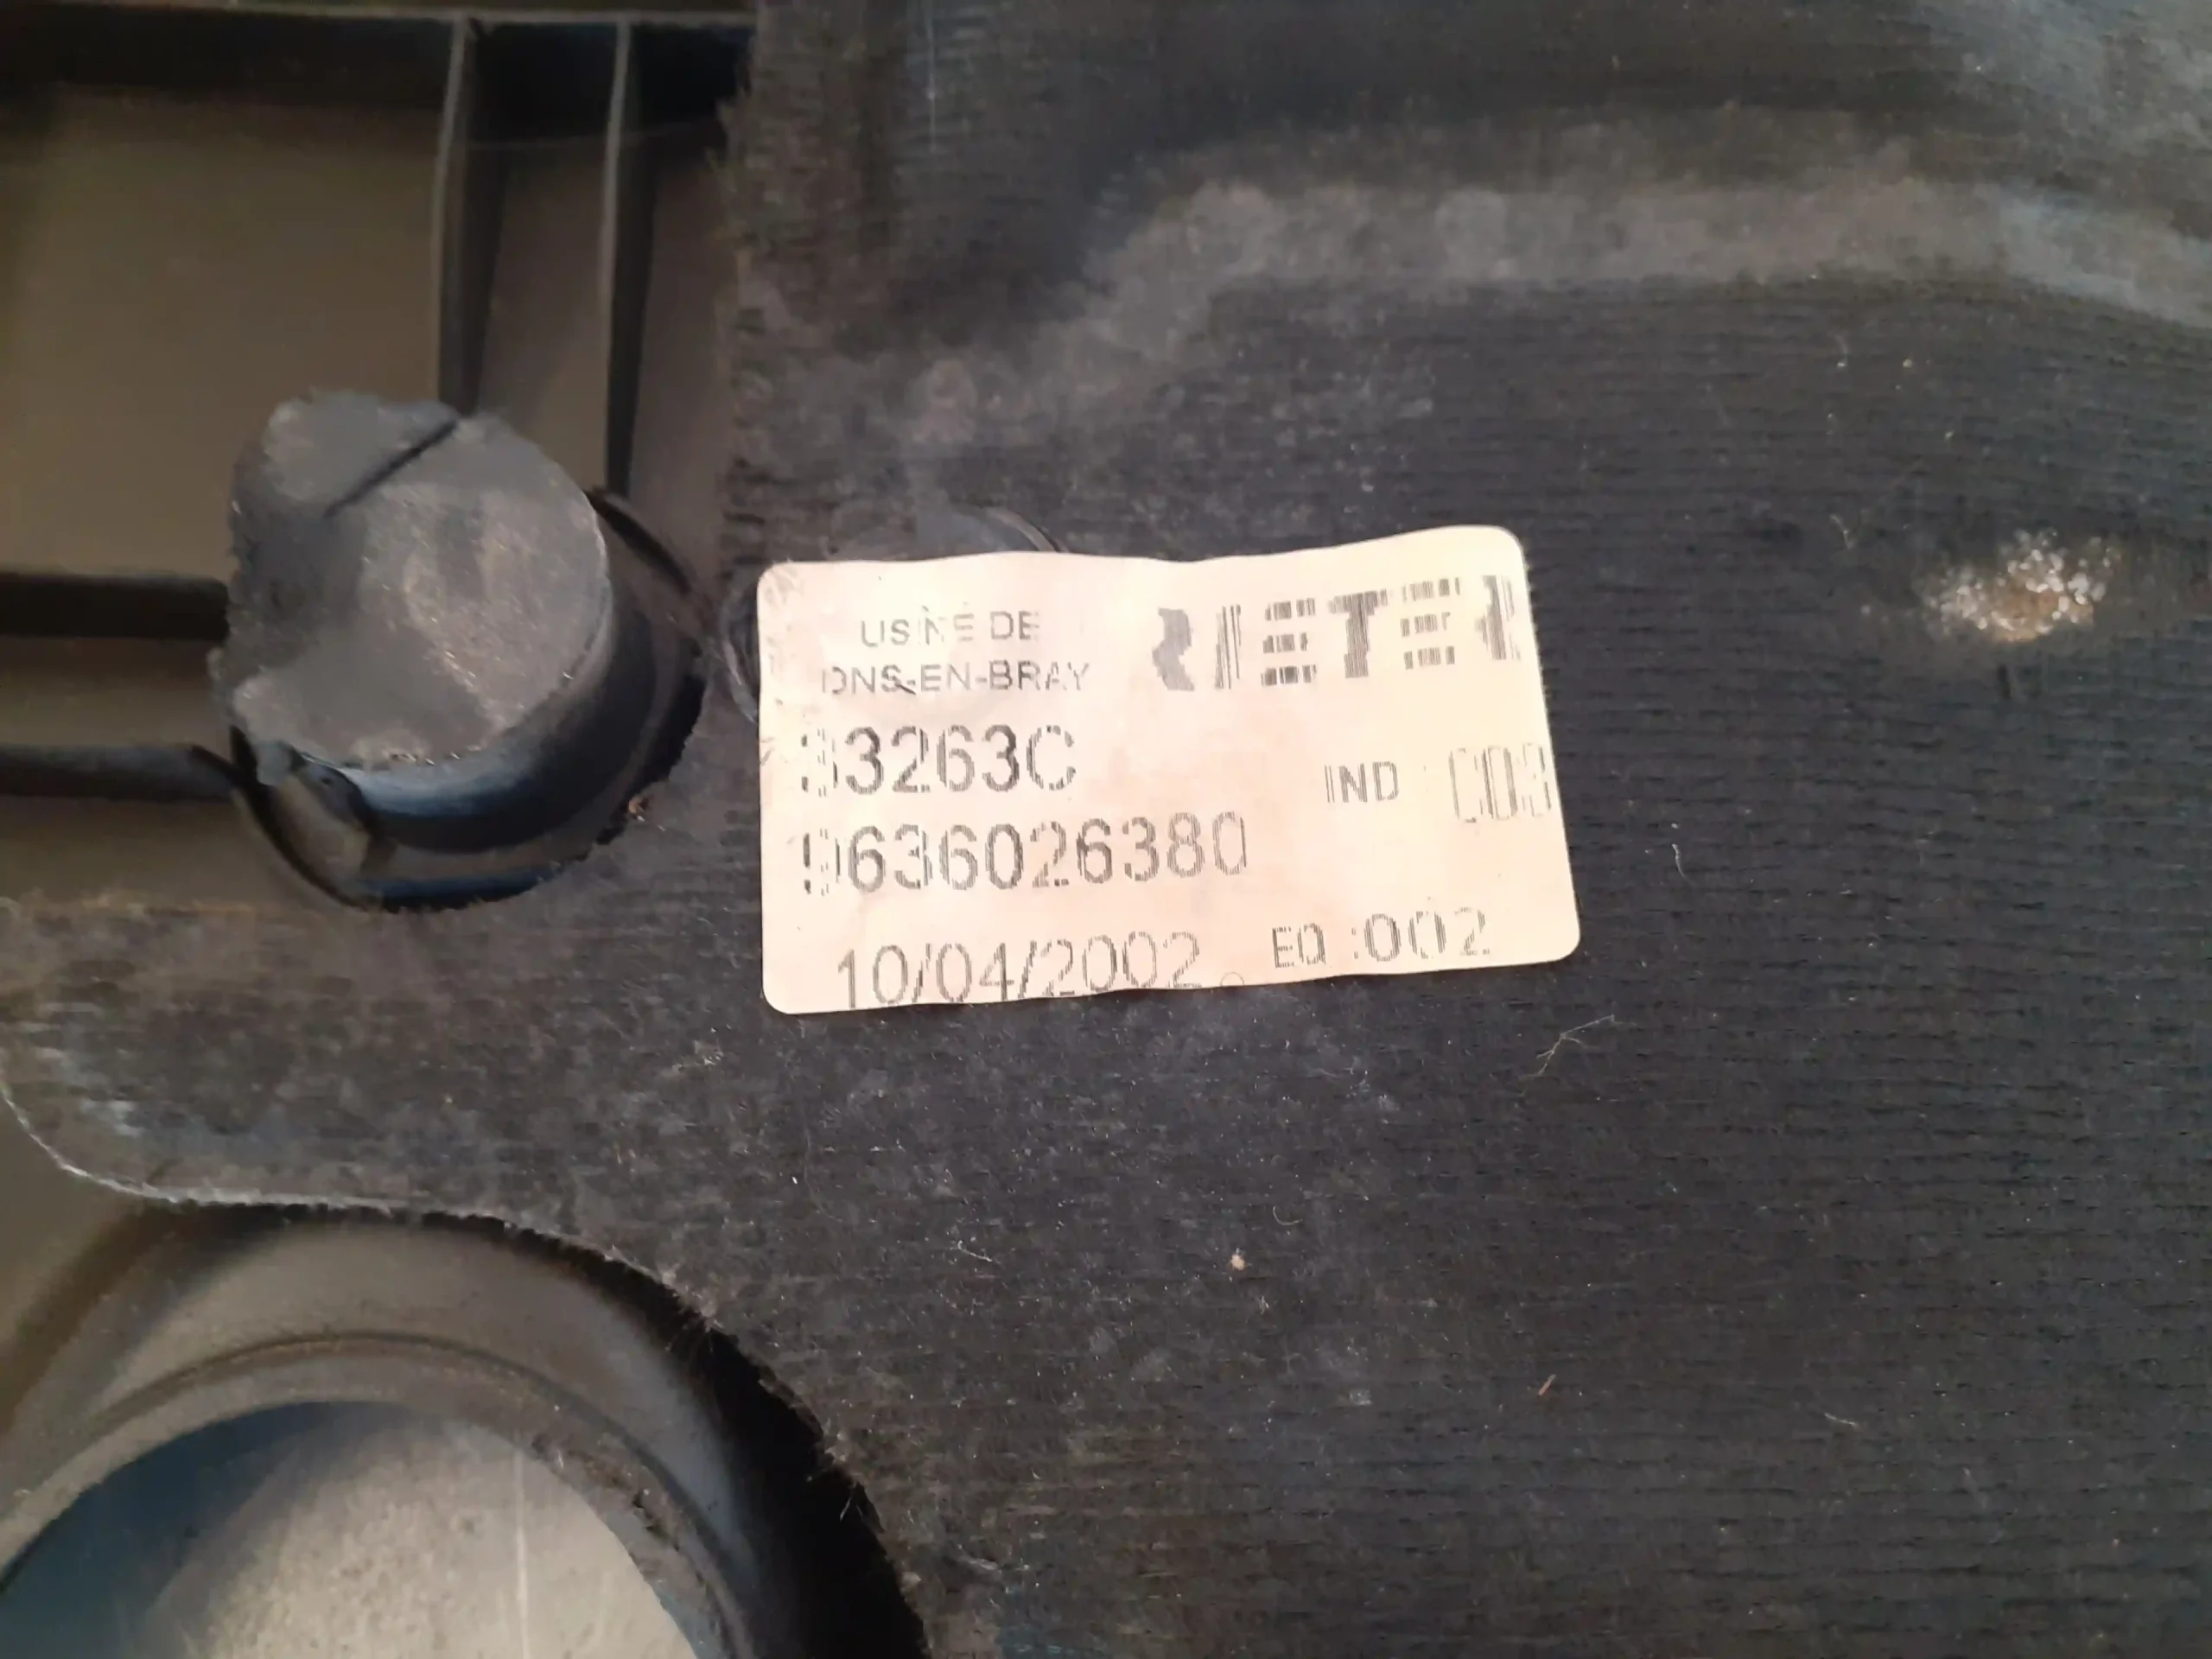 USINE DE
ONS-EN-BRAY
RIETER
33263C
IND : C03
9636026380
10/04/2002 EQ :002